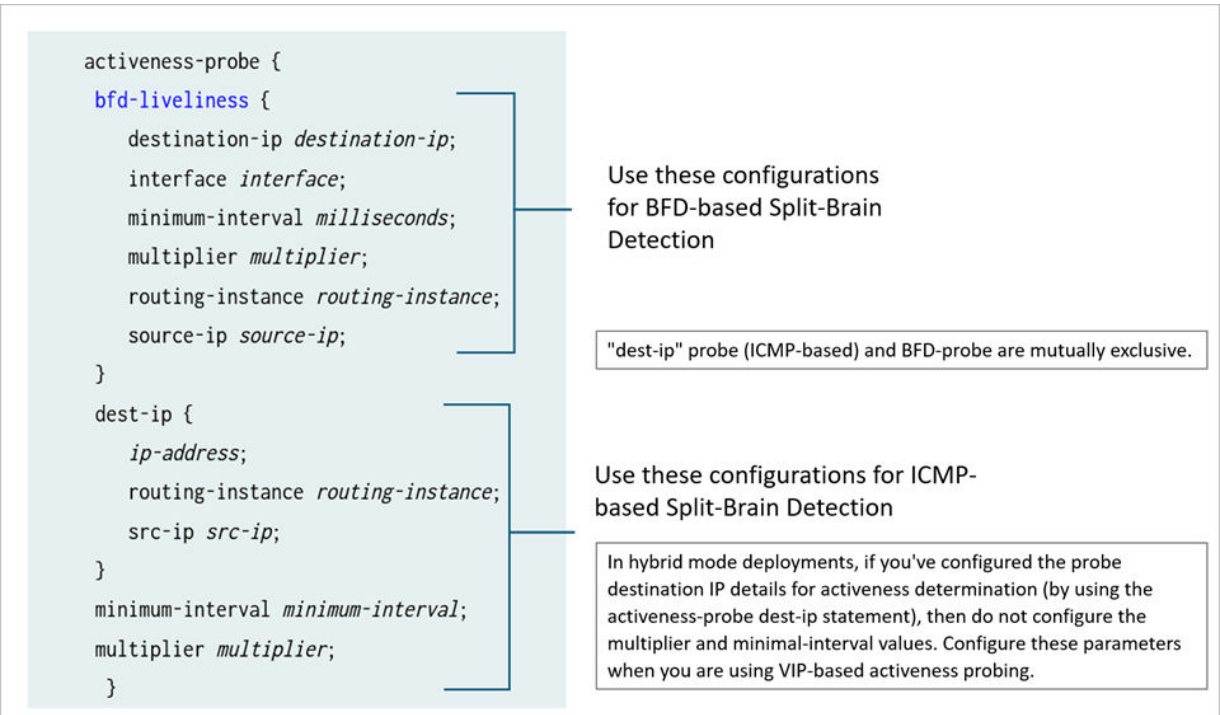 activeness-probe {
bfd-liveliness {
destination-ip destination-ip;
interface interface;
minimum-interval milliseconds;
multiplier multiplier;
routing-instance routing-instance;
source-ip source-ip;
}
dest-ip {
ip-address;
routing-instance routing-instance;
src-ip src-ip;
}
minimum-interval minimum-interval;
multiplier multiplier;
}
Use these configurations
for BFD-based Split-Brain
Detection
"dest-ip" probe (ICMP-based) and BFD-probe are mutually exclusive.
Use these configurations for ICMP-
based Split-Brain Detection
In hybrid mode deployments, if you've configured the probe
destination IP details for activeness determination (by using the
activeness-probe dest-ip statement), then do not configure the
multiplier and minimal-interval values. Configure these parameters
when you are using VIP-based activeness probing.